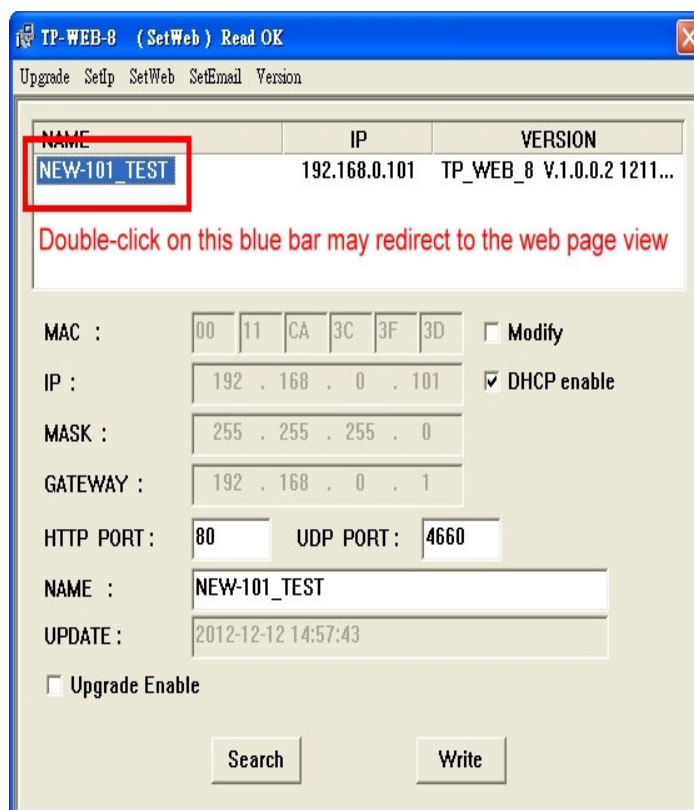 TP-WEB-8 (SetWeb) Read OK
Upgrade SetIp SetWeb SetEmail Version
NAME IP VERSION
NEW-101_TEST 192.168.0.101 TP_WEB_8 V.1.0.0.2 1211...
Double-click on this blue bar may redirect to the web page view
MAC : 00 11 CA 3C 3F 3D Modify
IP : 192 . 168 . 0 . 101 DHCP enable
MASK : 255 . 255 . 255 . 0
GATEWAY : 192 . 168 . 0 . 1
HTTP PORT : 80 UDP PORT : 4660
NAME : NEW-101_TEST
UPDATE : 2012-12-12 14:57:43
Upgrade Enable
Search Write